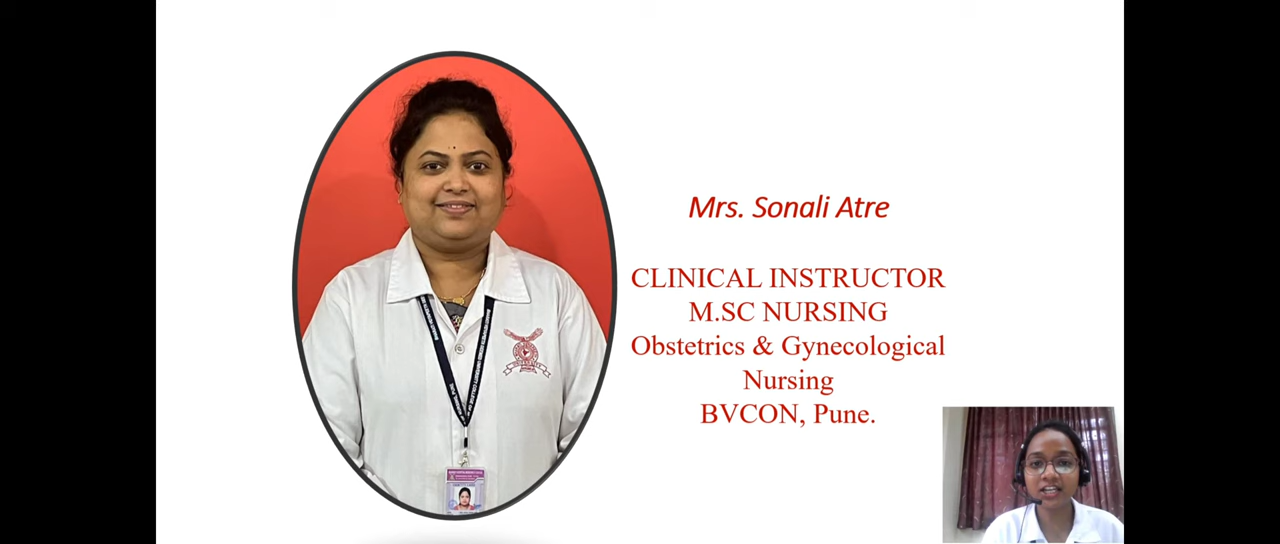 Mrs. Sonali Atre
CLINICAL INSTRUCTOR
M.SC NURSING
Obstetrics & Gynecological
Nursing
BVCON, Pune.